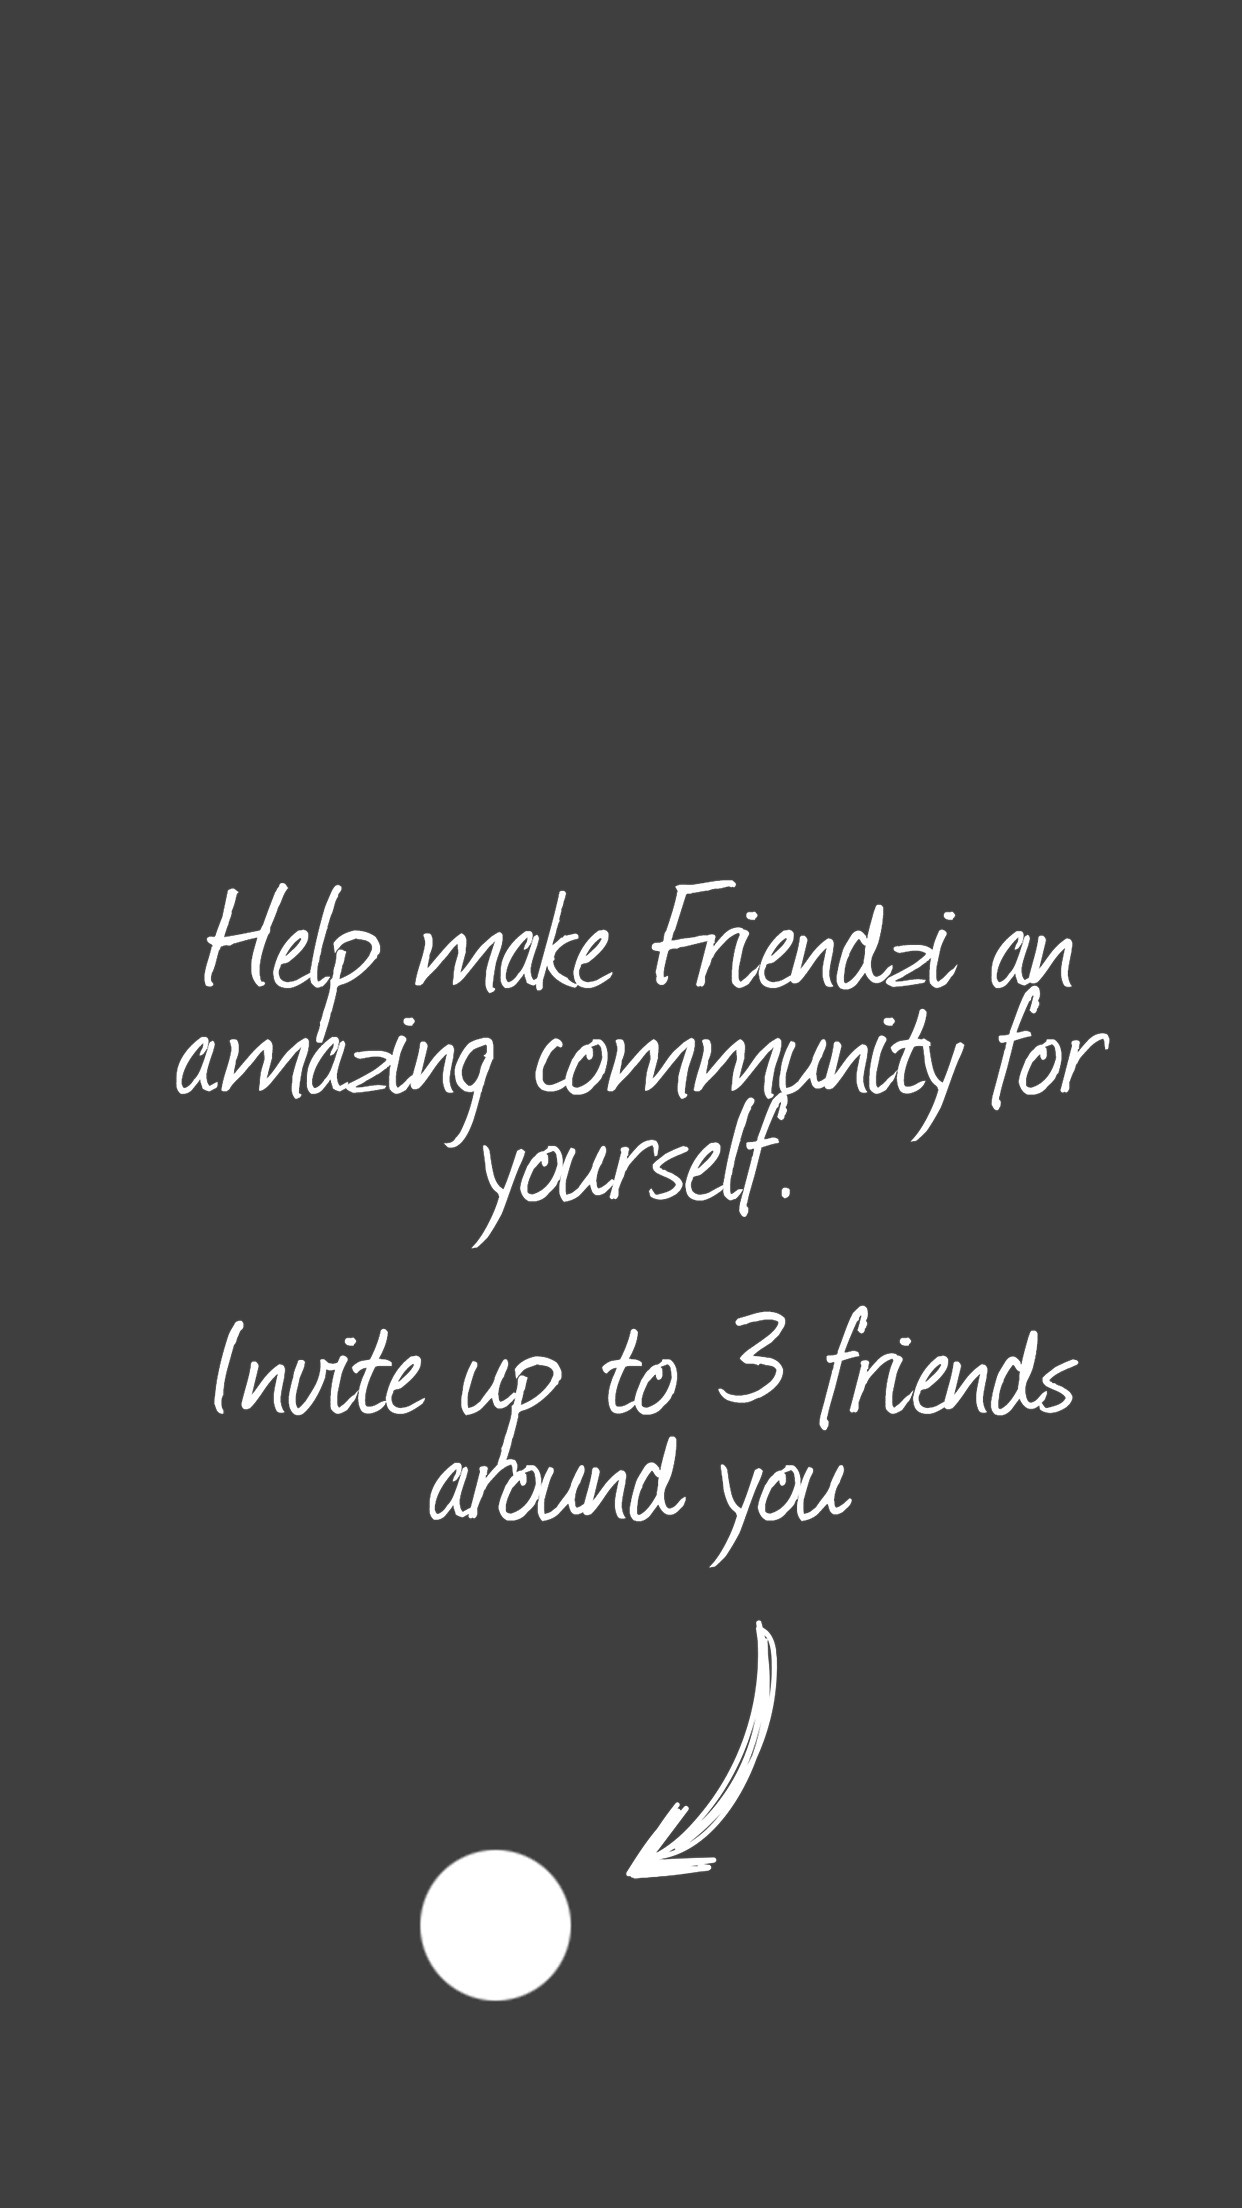 Help make Friendzi an
amazing community for
yourself.
Invite up to 3 friends
around you